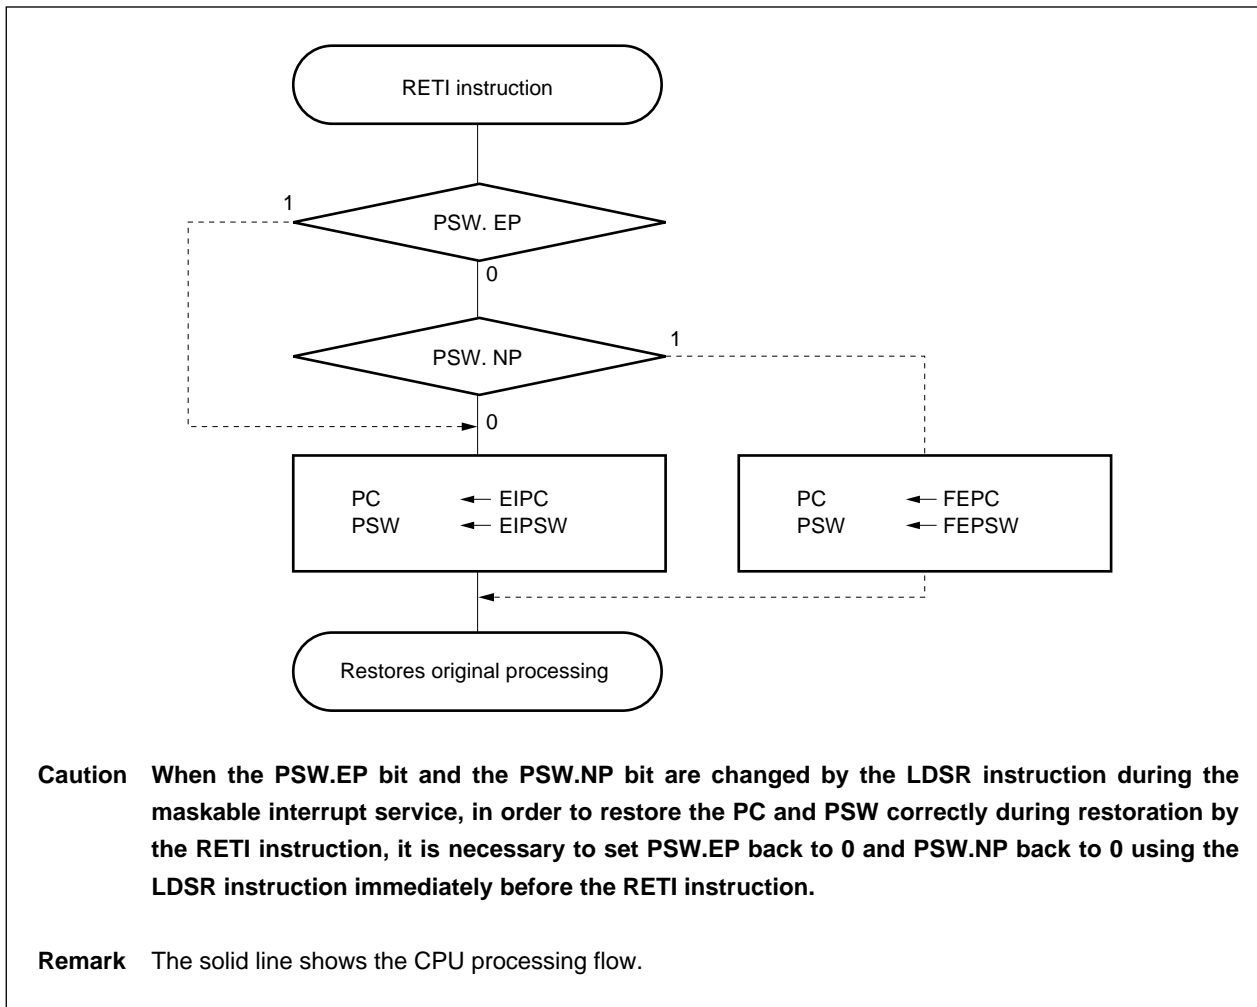 RETI instruction
1
PSW. EP
0
1
PSW. NP
0
PC ← EIPC
PSW ← EIPSW
PC ← FEPC
PSW ← FEPSW
Restores original processing
Caution When the PSW.EP bit and the PSW.NP bit are changed by the LDSR instruction during the
maskable interrupt service, in order to restore the PC and PSW correctly during restoration by
the RETI instruction, it is necessary to set PSW.EP back to 0 and PSW.NP back to 0 using the
LDSR instruction immediately before the RETI instruction.
Remark The solid line shows the CPU processing flow.